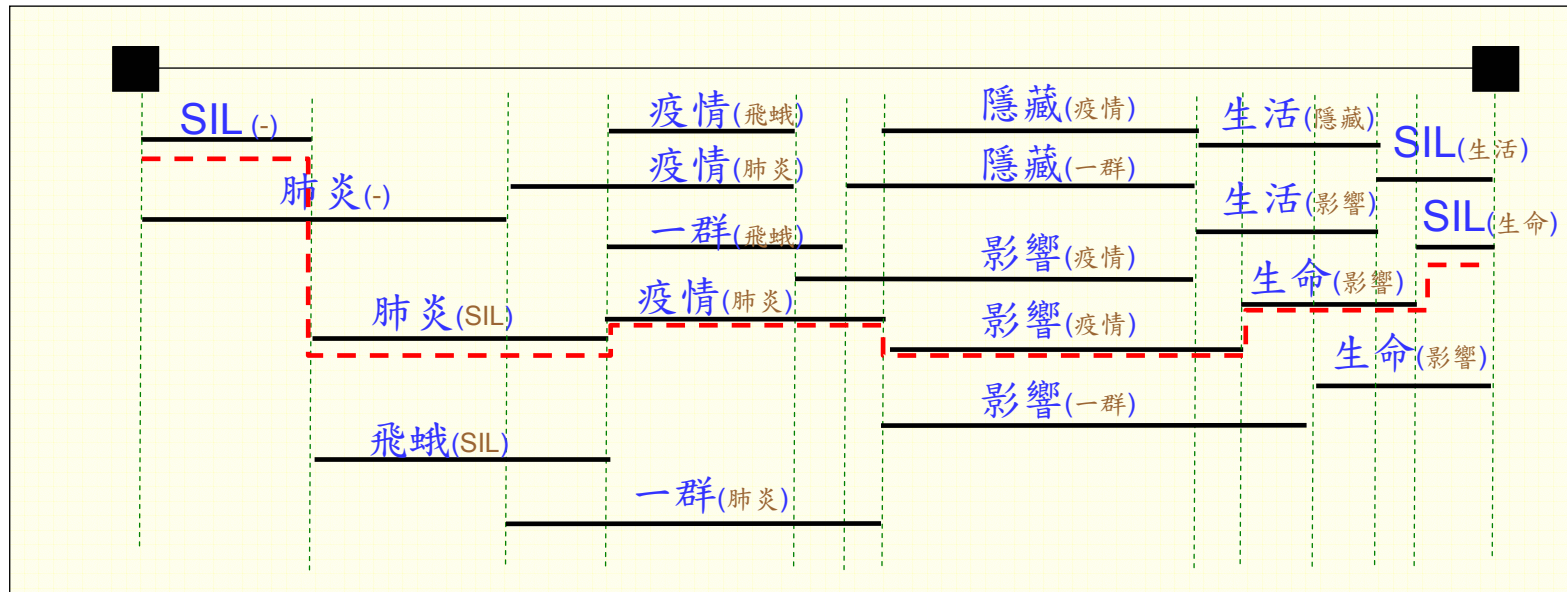 SIL (-)
疫情(飛蛾)
隱藏(疫情)
生活(隱藏)
SIL(生活)
疫情(肺炎)
隱藏(一群)
肺炎(-)
生活(影響)
SIL(生命)
一群(飛蛾)
影響(疫情)
生命(影響)
疫情(肺炎)
肺炎(SIL)
影響(疫情)
生命(影響)
影響(一群)
飛蛾(SIL)
一群(肺炎)